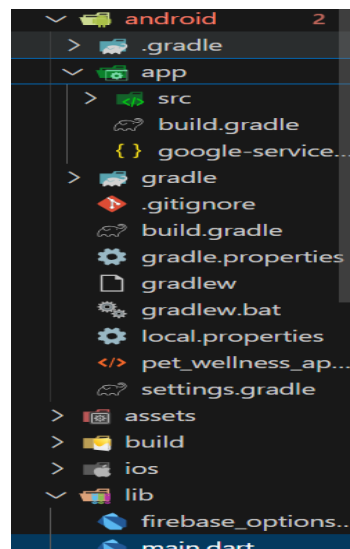 android 2
.gradle
app
src
build.gradle
google-service...
gradle
.gitignore
build.gradle
gradle.properties
gradlew
gradlew.bat
local.properties
pet_wellness_ap...
settings.gradle
assets
build
ios
lib
firebase_options...
main.dart